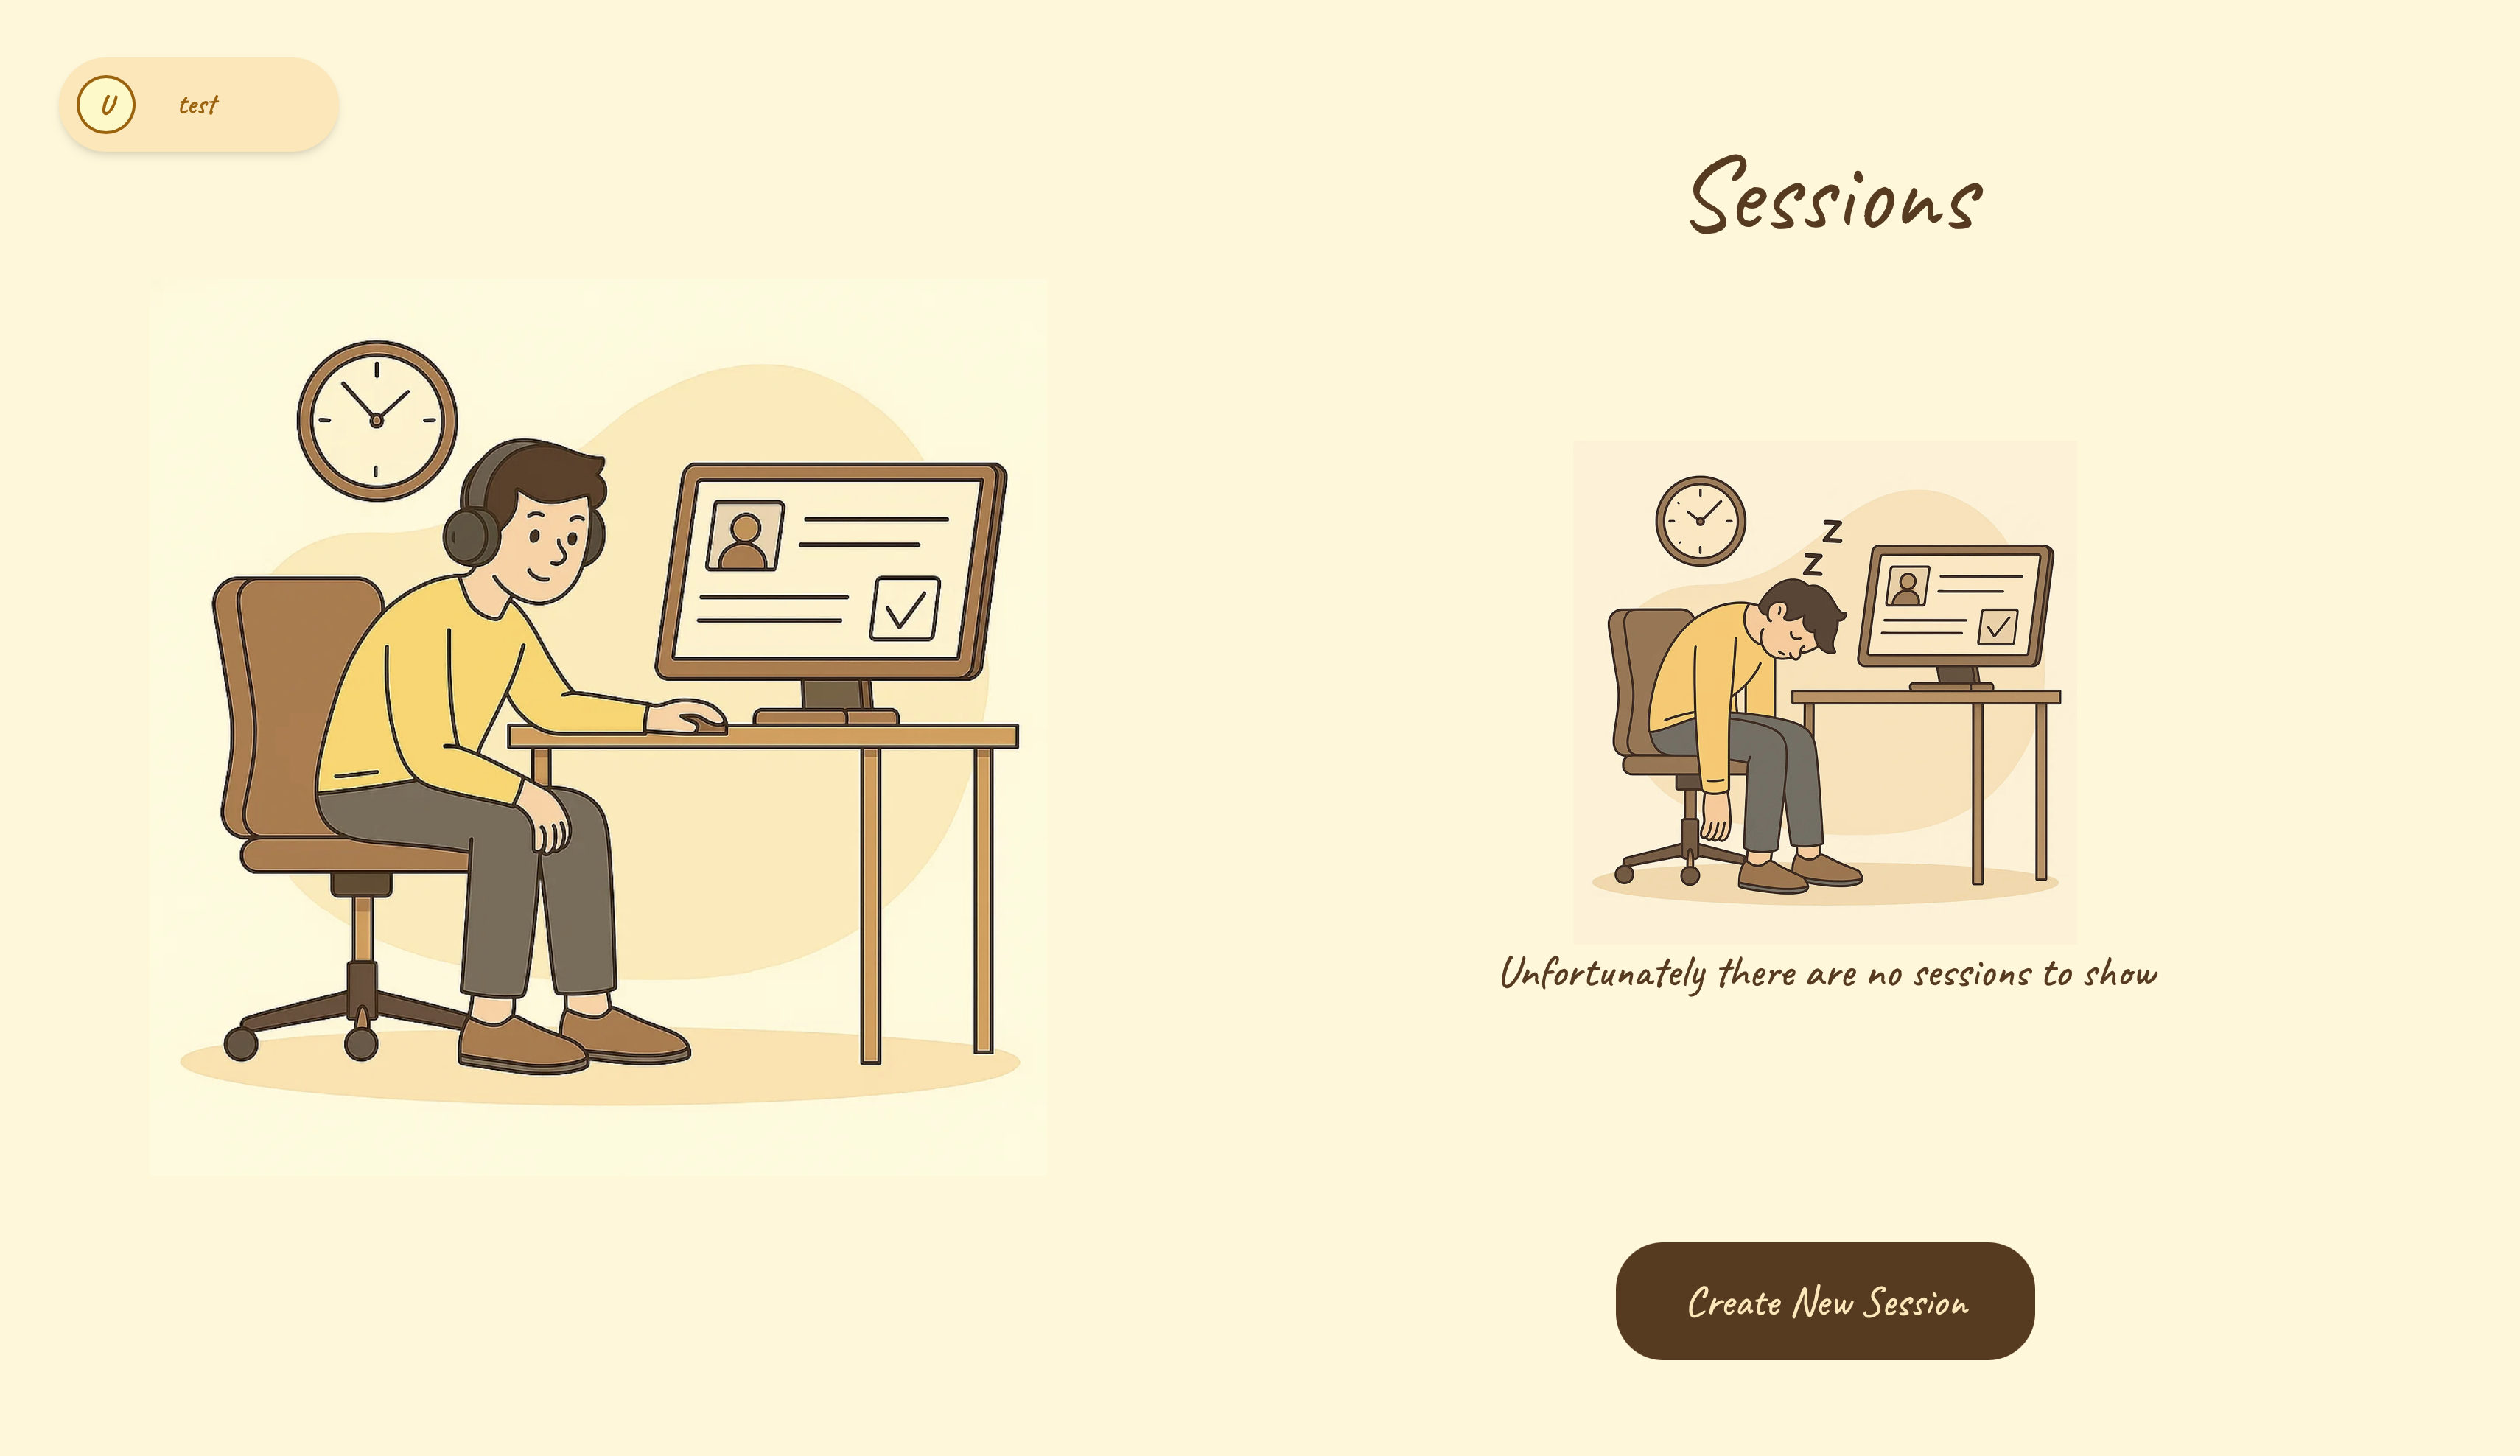 U test
Sessions
z
z
Unfortunately there are no sessions to show
Create New Session